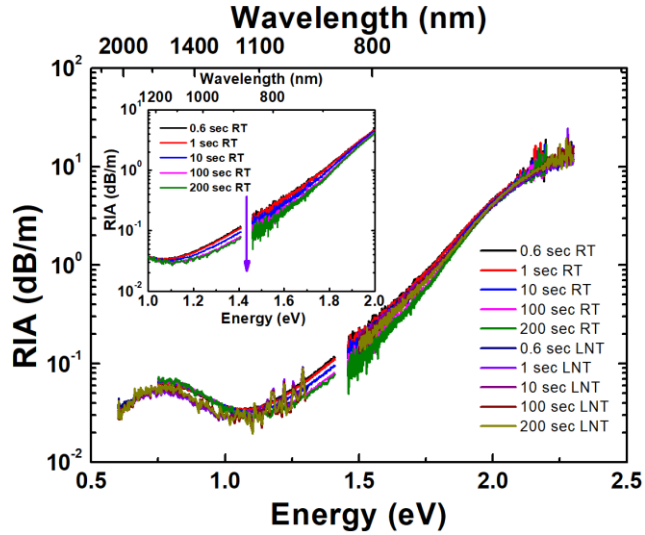 Wavelength (nm)
2000 1400 1100 800
10²
10¹
10⁰
10⁻¹
10⁻²
RIA (dB/m)
0.5 1.0 1.5 2.0 2.5
Energy (eV)
Wavelength (nm)
1200 1000 800
10¹
10⁰
10⁻¹
10⁻²
RIA (dB/m)
0.6 sec RT
1 sec RT
10 sec RT
100 sec RT
200 sec RT
1.0 1.2 1.4 1.6 1.8 2.0
Energy (eV)
0.6 sec RT
1 sec RT
10 sec RT
100 sec RT
200 sec RT
0.6 sec LNT
1 sec LNT
10 sec LNT
100 sec LNT
200 sec LNT